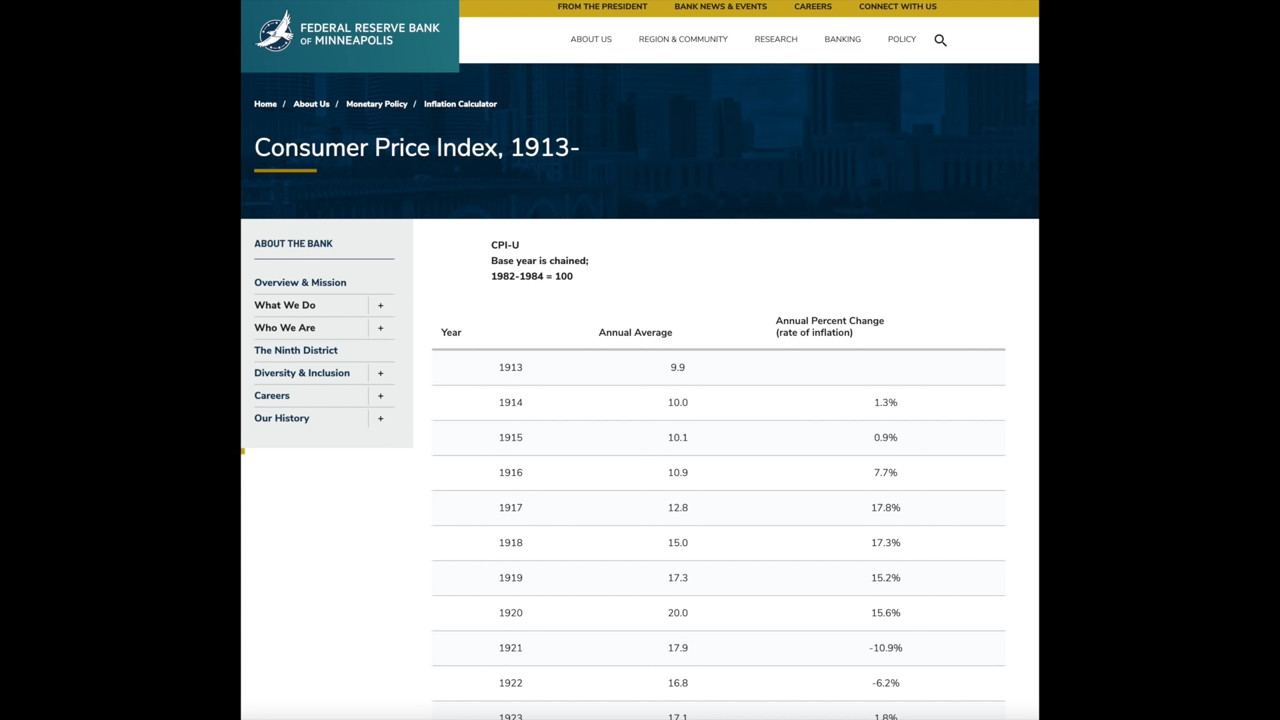 FROM THE PRESIDENT BANK NEWS & EVENTS CAREERS CONNECT WITH US
FEDERAL RESERVE BANK
OF MINNEAPOLIS
ABOUT US REGION & COMMUNITY RESEARCH BANKING POLICY
Home / About Us / Monetary Policy / Inflation Calculator
Consumer Price Index, 1913-
ABOUT THE BANK
Overview & Mission
What We Do +
Who We Are +
The Ninth District
Diversity & Inclusion +
Careers +
Our History +
CPI-U
Base year is chained;
1982-1984 = 100
Year Annual Average Annual Percent Change
(rate of inflation)
1913 9.9
1914 10.0 1.3%
1915 10.1 0.9%
1916 10.9 7.7%
1917 12.8 17.8%
1918 15.0 17.3%
1919 17.3 15.2%
1920 20.0 15.6%
1921 17.9 -10.9%
1922 16.8 -6.2%
1923 17.1 1.8%